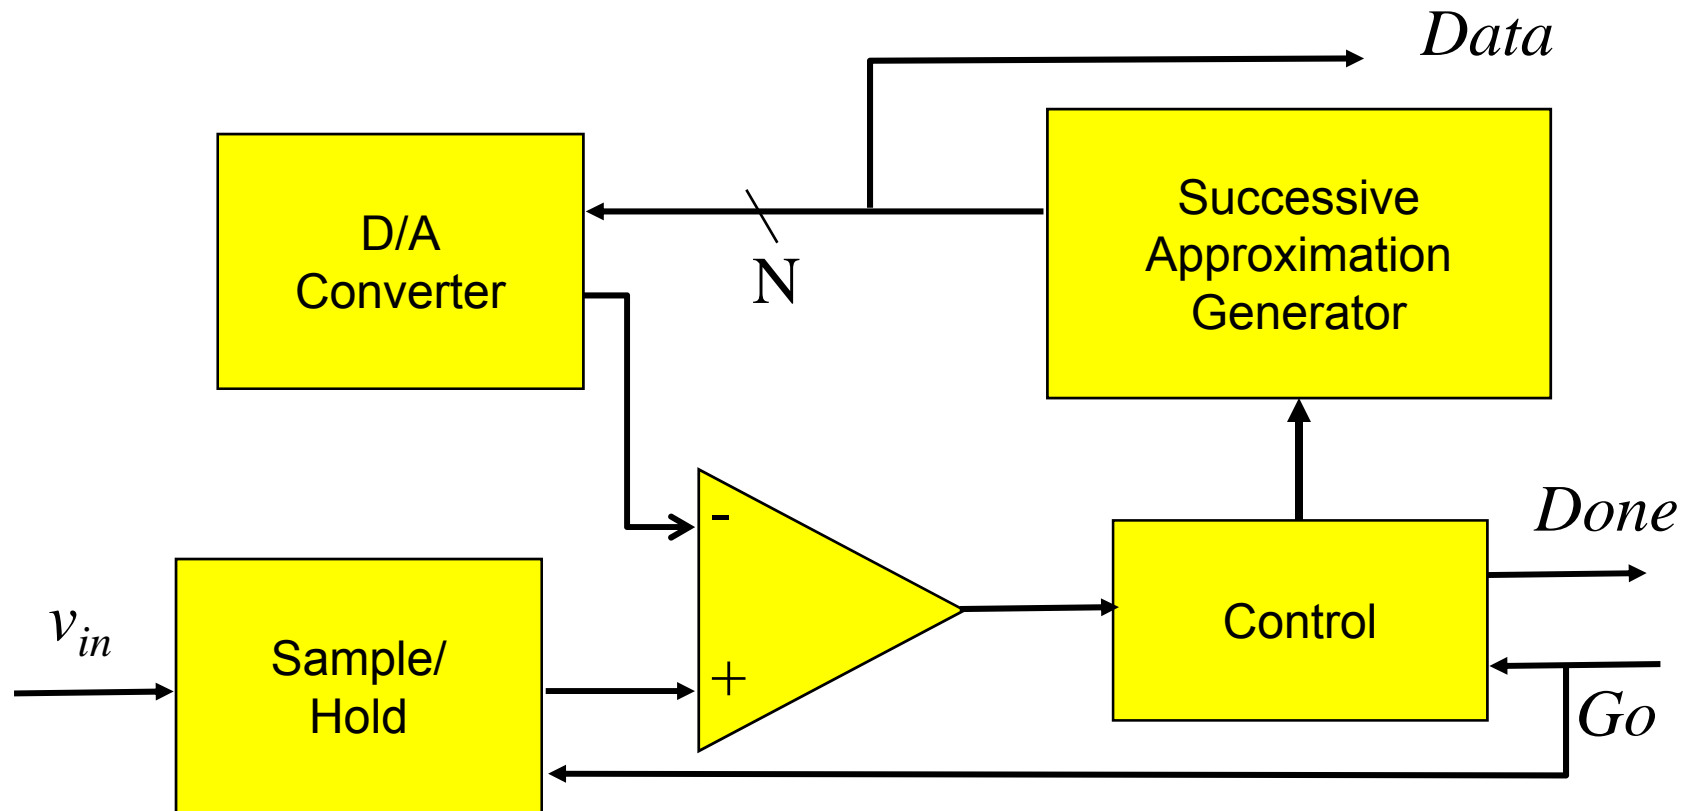 Data
D/A
Converter
N
Successive
Approximation
Generator
-
+
v_in
Sample/
Hold
Control
Done
Go